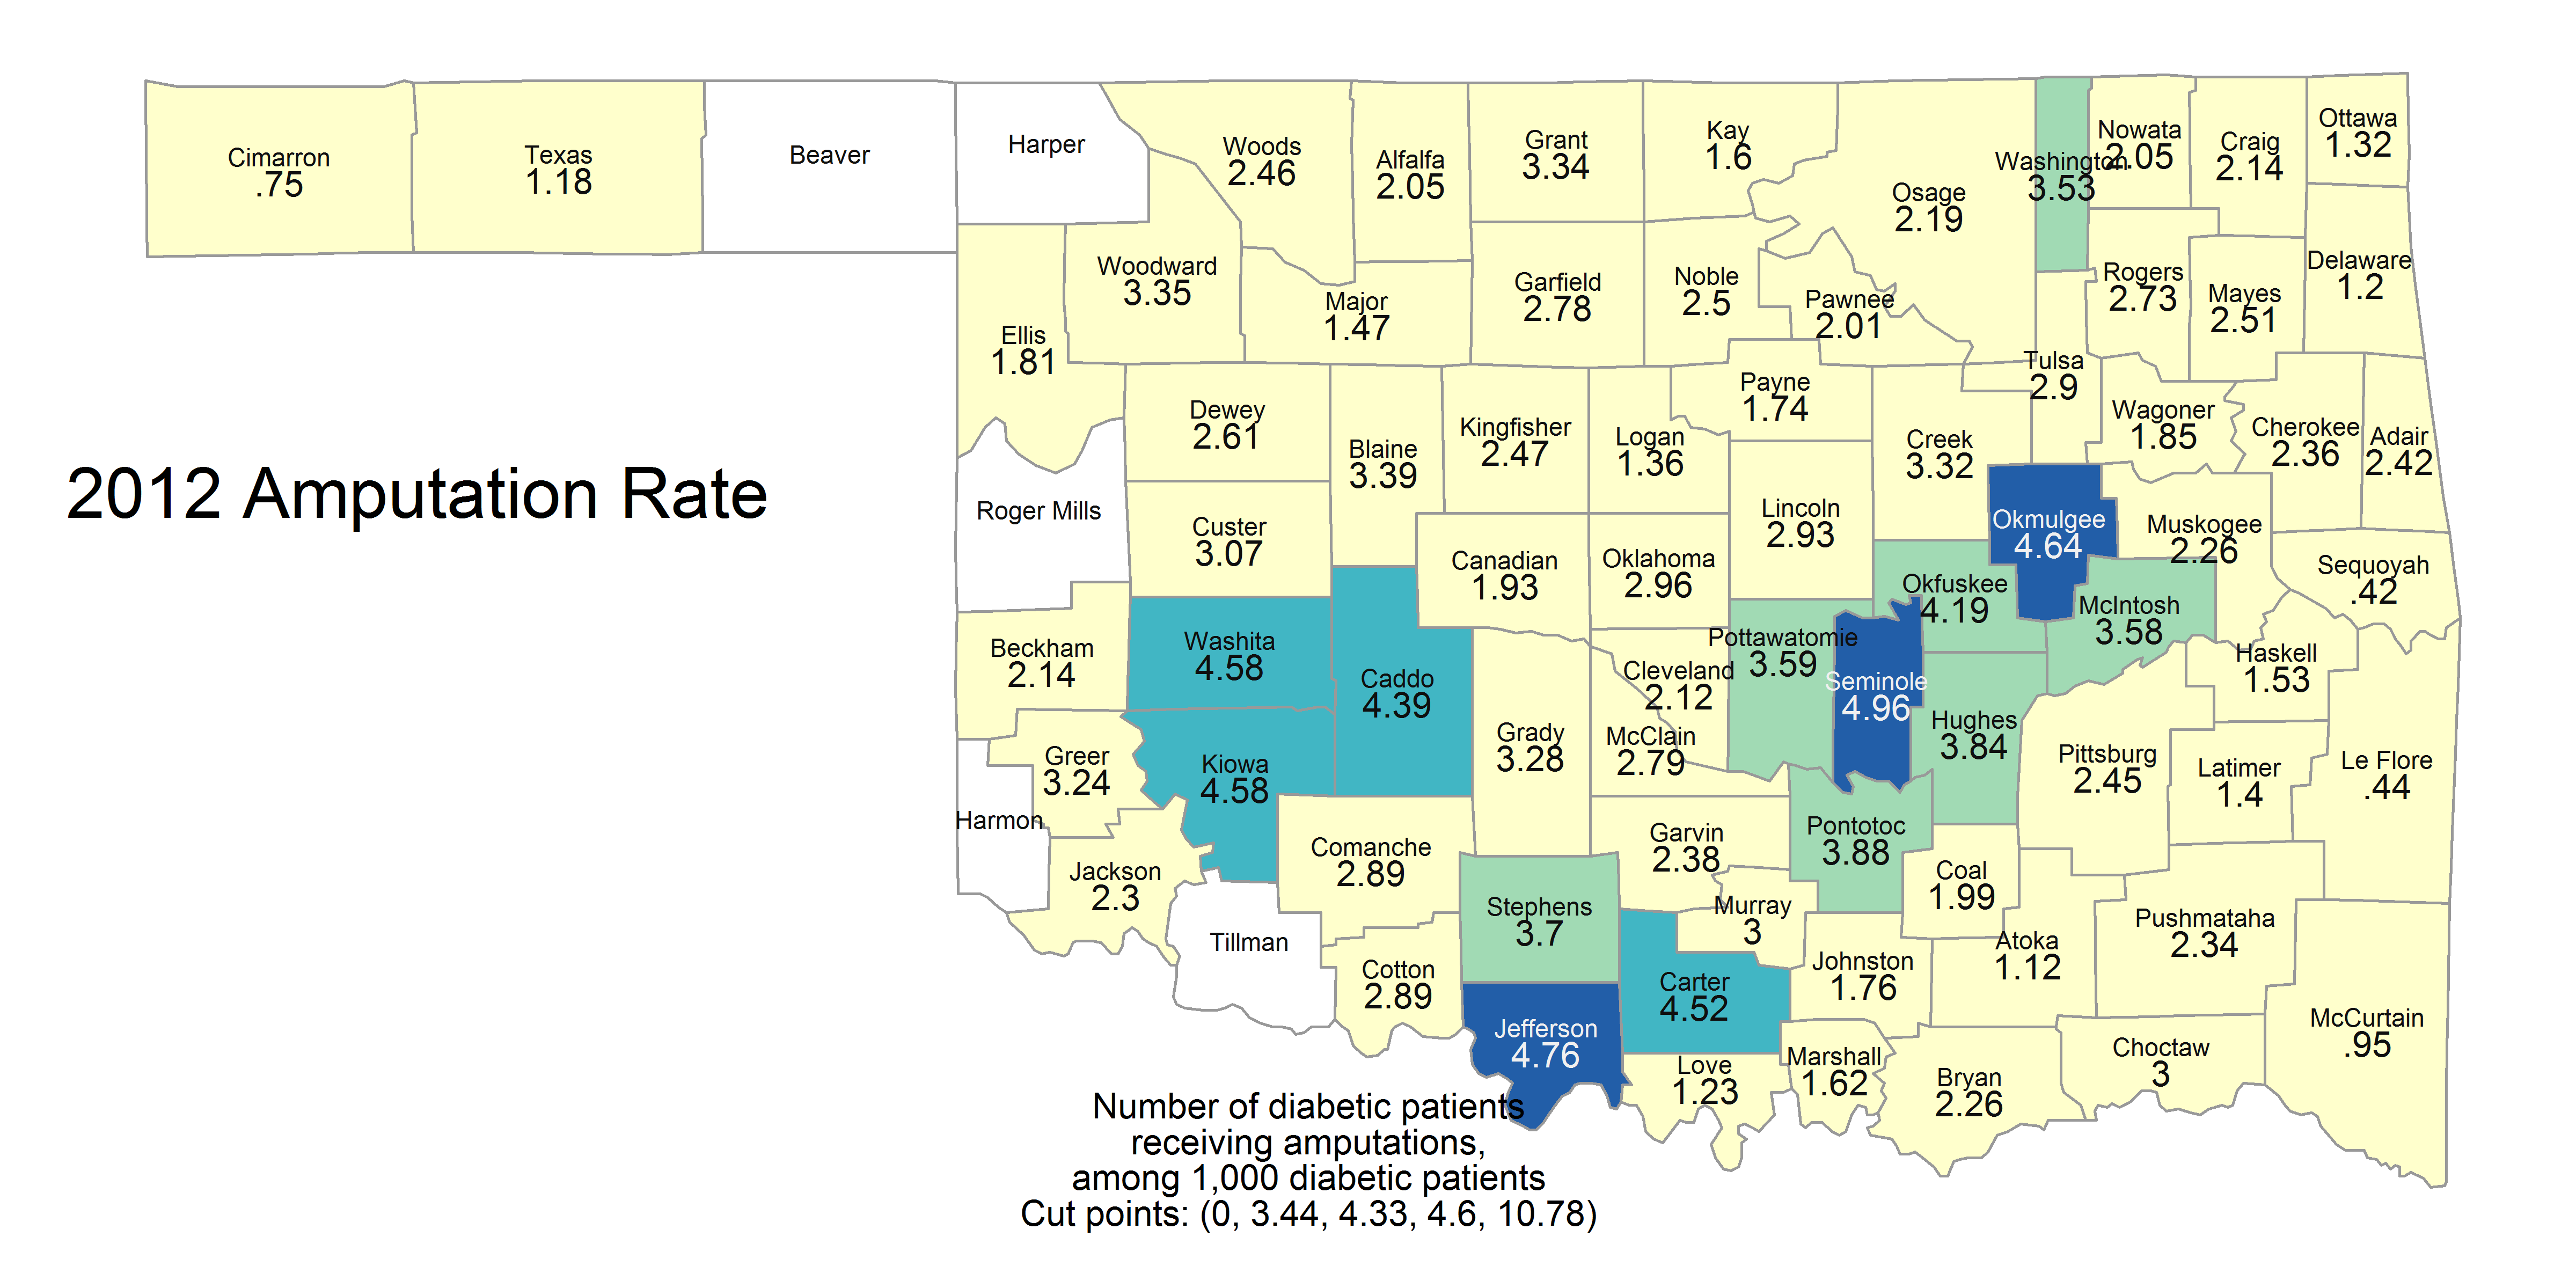 Cimarron
.75
Texas
1.18
Beaver
Harper
Woods
2.46
Alfalfa
2.05
Grant
3.34
Kay
1.6
Osage
2.19
Washington
3.53
Nowata
2.05
Craig
2.14
Ottawa
1.32
Ellis
1.81
Woodward
3.35
Major
1.47
Garfield
2.78
Noble
2.5
Pawnee
2.01
Rogers
2.73
Mayes
2.51
Delaware
1.2
Tulsa
2.9
Dewey
2.61
Blaine
3.39
Kingfisher
2.47
Logan
1.36
Payne
1.74
Creek
3.32
Wagoner
1.85
Cherokee
2.36
Adair
2.42
2012 Amputation Rate
Roger Mills
Custer
3.07
Canadian
1.93
Oklahoma
2.96
Lincoln
2.93
Okmulgee
4.64
Muskogee
2.26
Sequoyah
.42
Beckham
2.14
Washita
4.58
Caddo
4.39
Cleveland
2.12
Pottawatomie
3.59
Seminole
4.96
Okfuskee
4.19
McIntosh
3.58
Haskell
1.53
Greer
3.24
Kiowa
4.58
Grady
3.28
McClain
2.79
Hughes
3.84
Pittsburg
2.45
Latimer
1.4
Le Flore
.44
Harmon
Jackson
2.3
Comanche
2.89
Garvin
2.38
Pontotoc
3.88
Coal
1.99
Tillman
Stephens
3.7
Murray
3
Johnston
1.76
Atoka
1.12
Pushmataha
2.34
Cotton
2.89
Jefferson
4.76
Carter
4.52
Love
1.23
Marshall
1.62
Bryan
2.26
Choctaw
3
McCurtain
.95
Number of diabetic patients
receiving amputations,
among 1,000 diabetic patients
Cut points: (0, 3.44, 4.33, 4.6, 10.78)